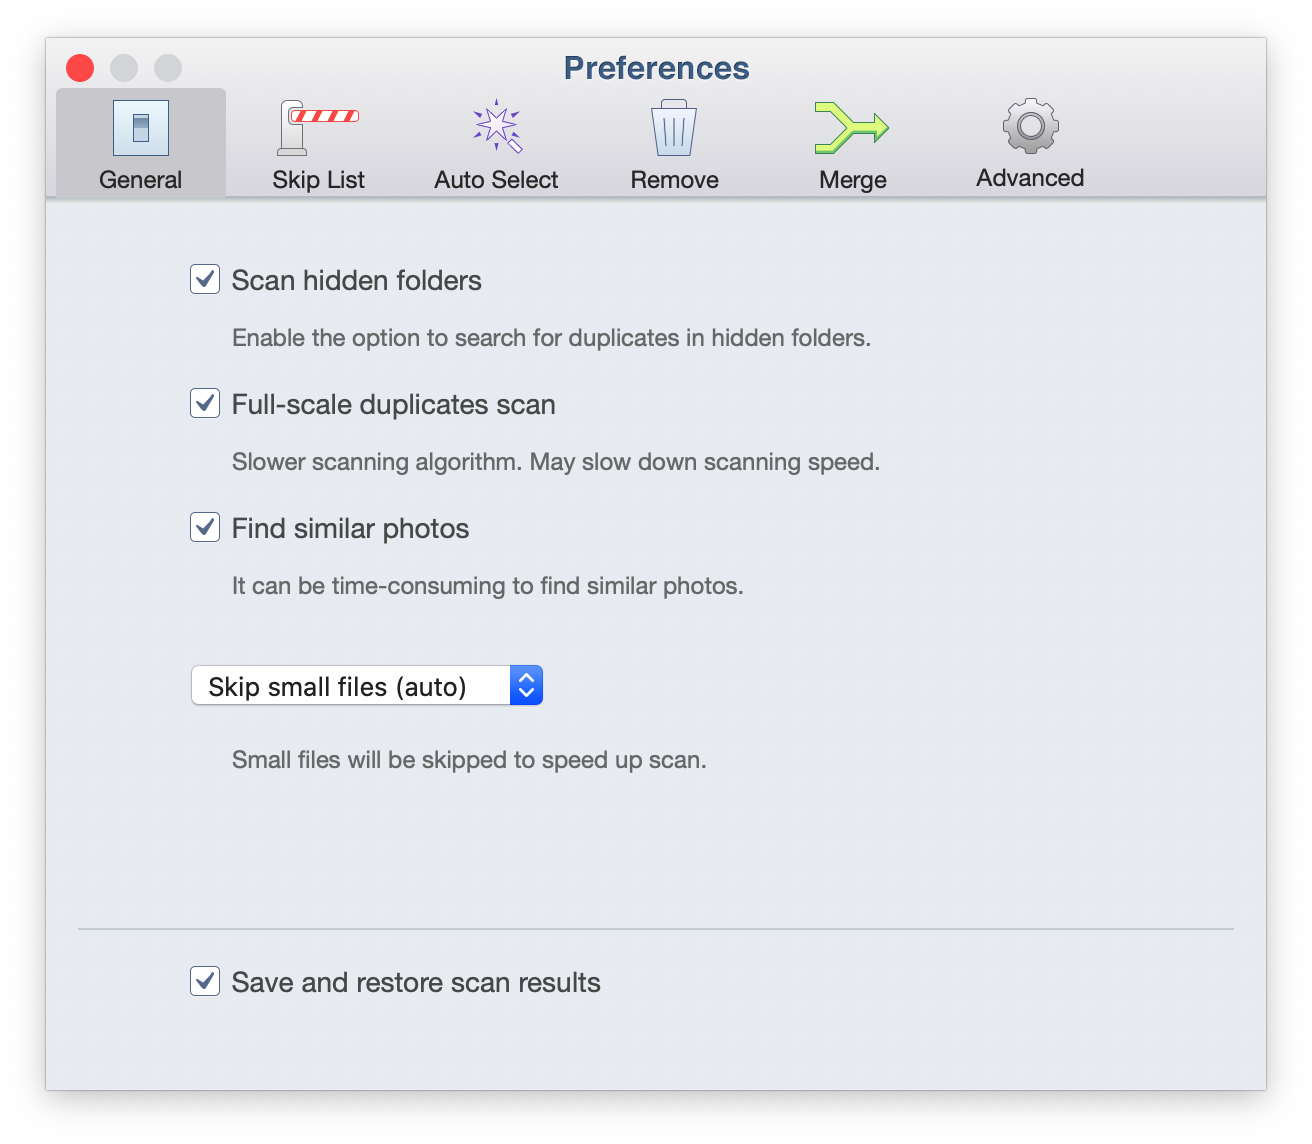 Preferences
General
Skip List
Auto Select
Remove
Merge
Advanced
Scan hidden folders
Enable the option to search for duplicates in hidden folders.
Full-scale duplicates scan
Slower scanning algorithm. May slow down scanning speed.
Find similar photos
It can be time-consuming to find similar photos.
Skip small files (auto)
Small files will be skipped to speed up scan.
Save and restore scan results